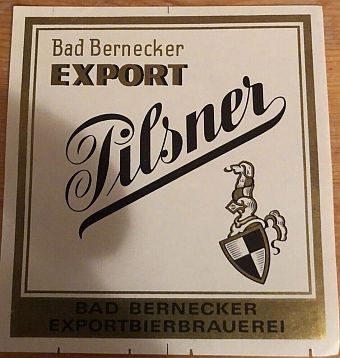 Bad Bernecker
EXPORT
Pilsner
BAD BERNECKER
EXPORTBIERBRAUEREI